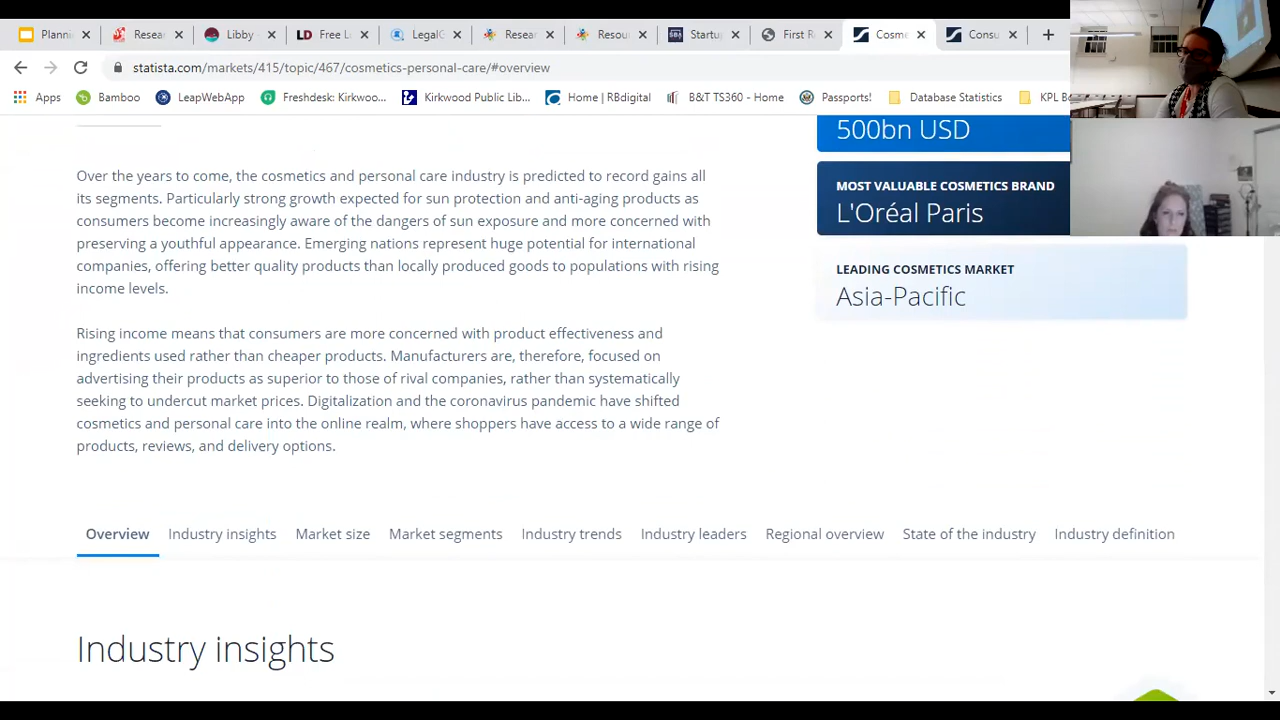 Planni
Resear
Libby
Free L
LegalC
Resear
Resou
SBA
Startu
First R
Cosme
Consu
statista.com/markets/415/topic/467/cosmetics-personal-care/#overview
Apps
Bamboo
LeapWebApp
Freshdesk: Kirkwoo...
Kirkwood Public Lib...
Home | RBdigital
B&T TS360 - Home
Passports!
Database Statistics
KPL B
500bn USD
MOST VALUABLE COSMETICS BRAND
L'Oréal Paris
LEADING COSMETICS MARKET
Asia-Pacific
Over the years to come, the cosmetics and personal care industry is predicted to record gains all
its segments. Particularly strong growth expected for sun protection and anti-aging products as
consumers become increasingly aware of the dangers of sun exposure and more concerned with
preserving a youthful appearance. Emerging nations represent huge potential for international
companies, offering better quality products than locally produced goods to populations with rising
income levels.
Rising income means that consumers are more concerned with product effectiveness and
ingredients used rather than cheaper products. Manufacturers are, therefore, focused on
advertising their products as superior to those of rival companies, rather than systematically
seeking to undercut market prices. Digitalization and the coronavirus pandemic have shifted
cosmetics and personal care into the online realm, where shoppers have access to a wide range of
products, reviews, and delivery options.
Overview
Industry insights
Market size
Market segments
Industry trends
Industry leaders
Regional overview
State of the industry
Industry definition
Industry insights